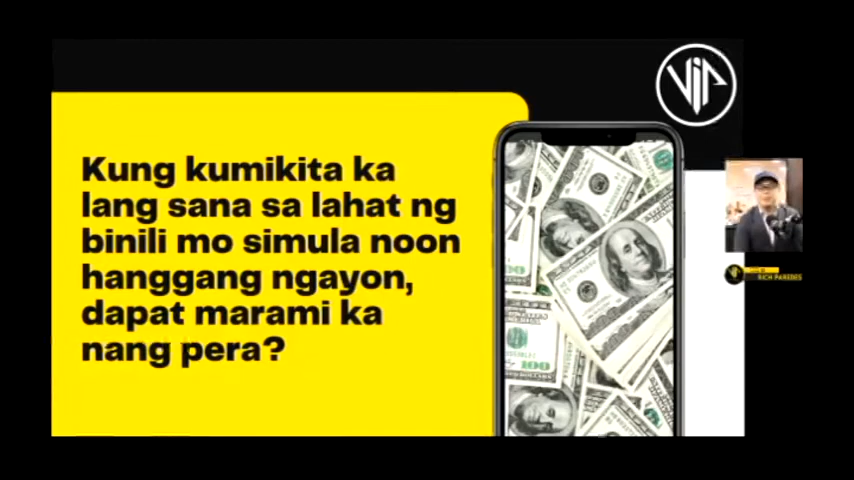 VIP
Kung kumikita ka
lang sana sa lahat ng
binili mo simula noon
hanggang ngayon,
dapat marami ka
nang pera?
RICH PAREDES